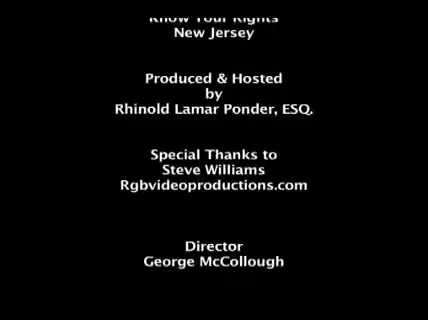 Know Your Rights
New Jersey
Produced & Hosted
by
Rhinold Lamar Ponder, ESQ.
Special Thanks to
Steve Williams
Rgbvideoproductions.com
Director
George McCollough